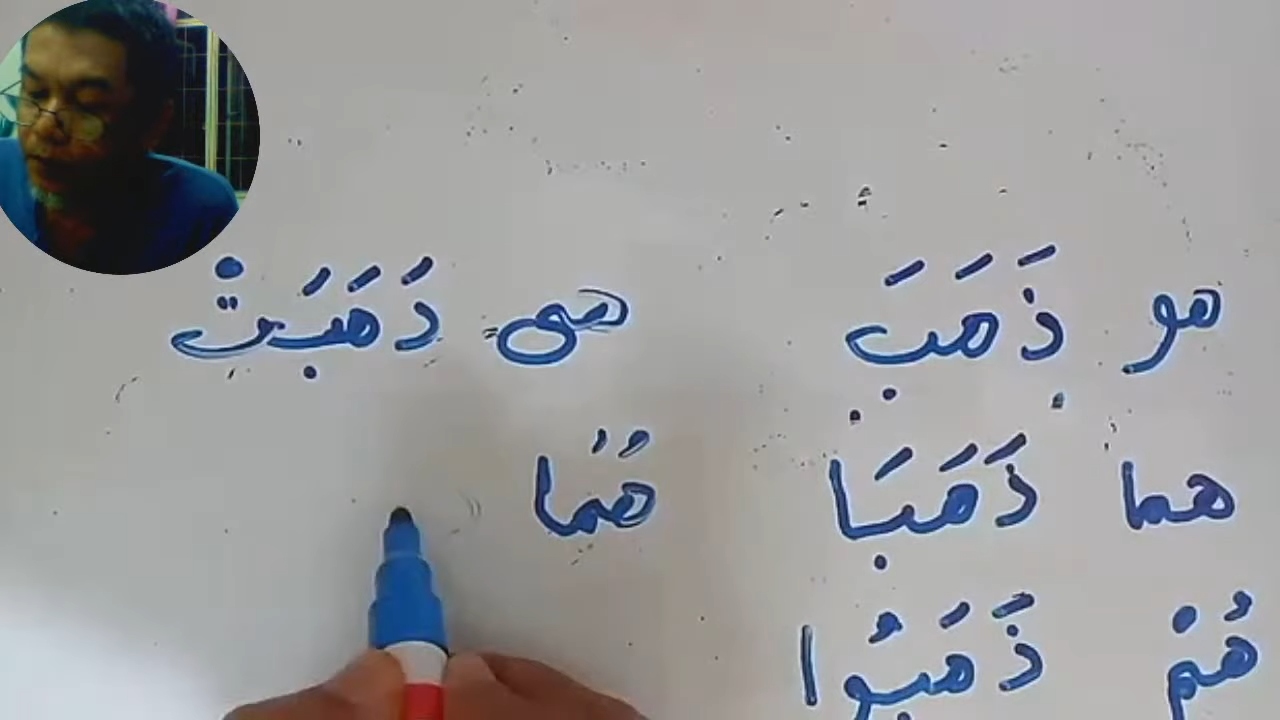 هو ذَهَبَ هى ذَهَبَتْ
هما ذَهَبَا هُمَا
هُمْ ذَهَبُوا